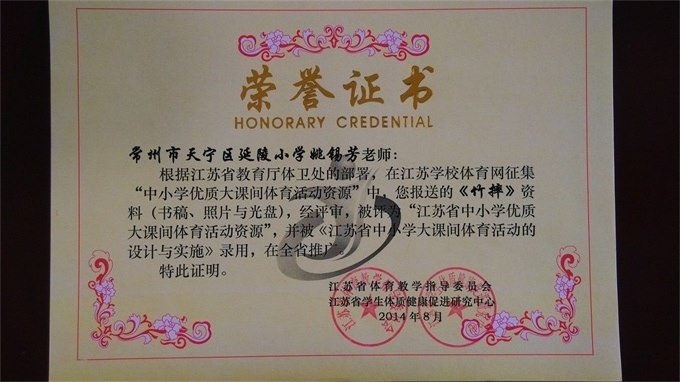 荣誉证书
HONORARY CREDENTIAL
常州市天宁区延陵小学姚锡芳老师：
根据江苏省教育厅体卫处的部署，在江苏学校体育网征集
“中小学优质大课间体育活动资源”中，您报送的《竹摔》资
料（书稿、照片与光盘），经评审，被评为“江苏省中小学优质
大课间体育活动资源”，并被《江苏省中小学大课间体育活动的
设计与实施》录用，在全省推广。
特此证明。
江苏省体育教学指导委员会
江苏省学生体质健康促进研究中心
2014年8月